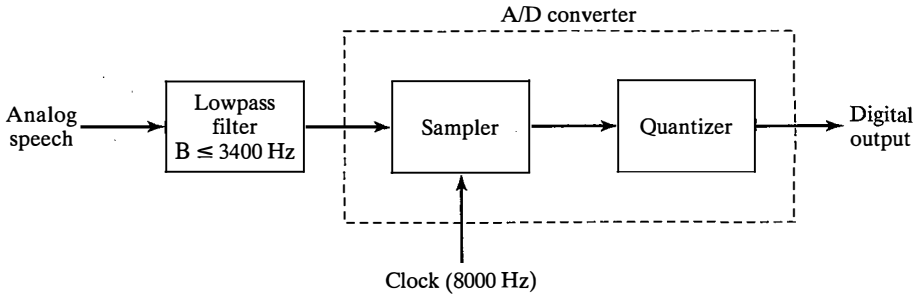 A/D converter
Analog
speech
Lowpass
filter
B ≤ 3400 Hz
Sampler
Quantizer
Digital
output
Clock (8000 Hz)